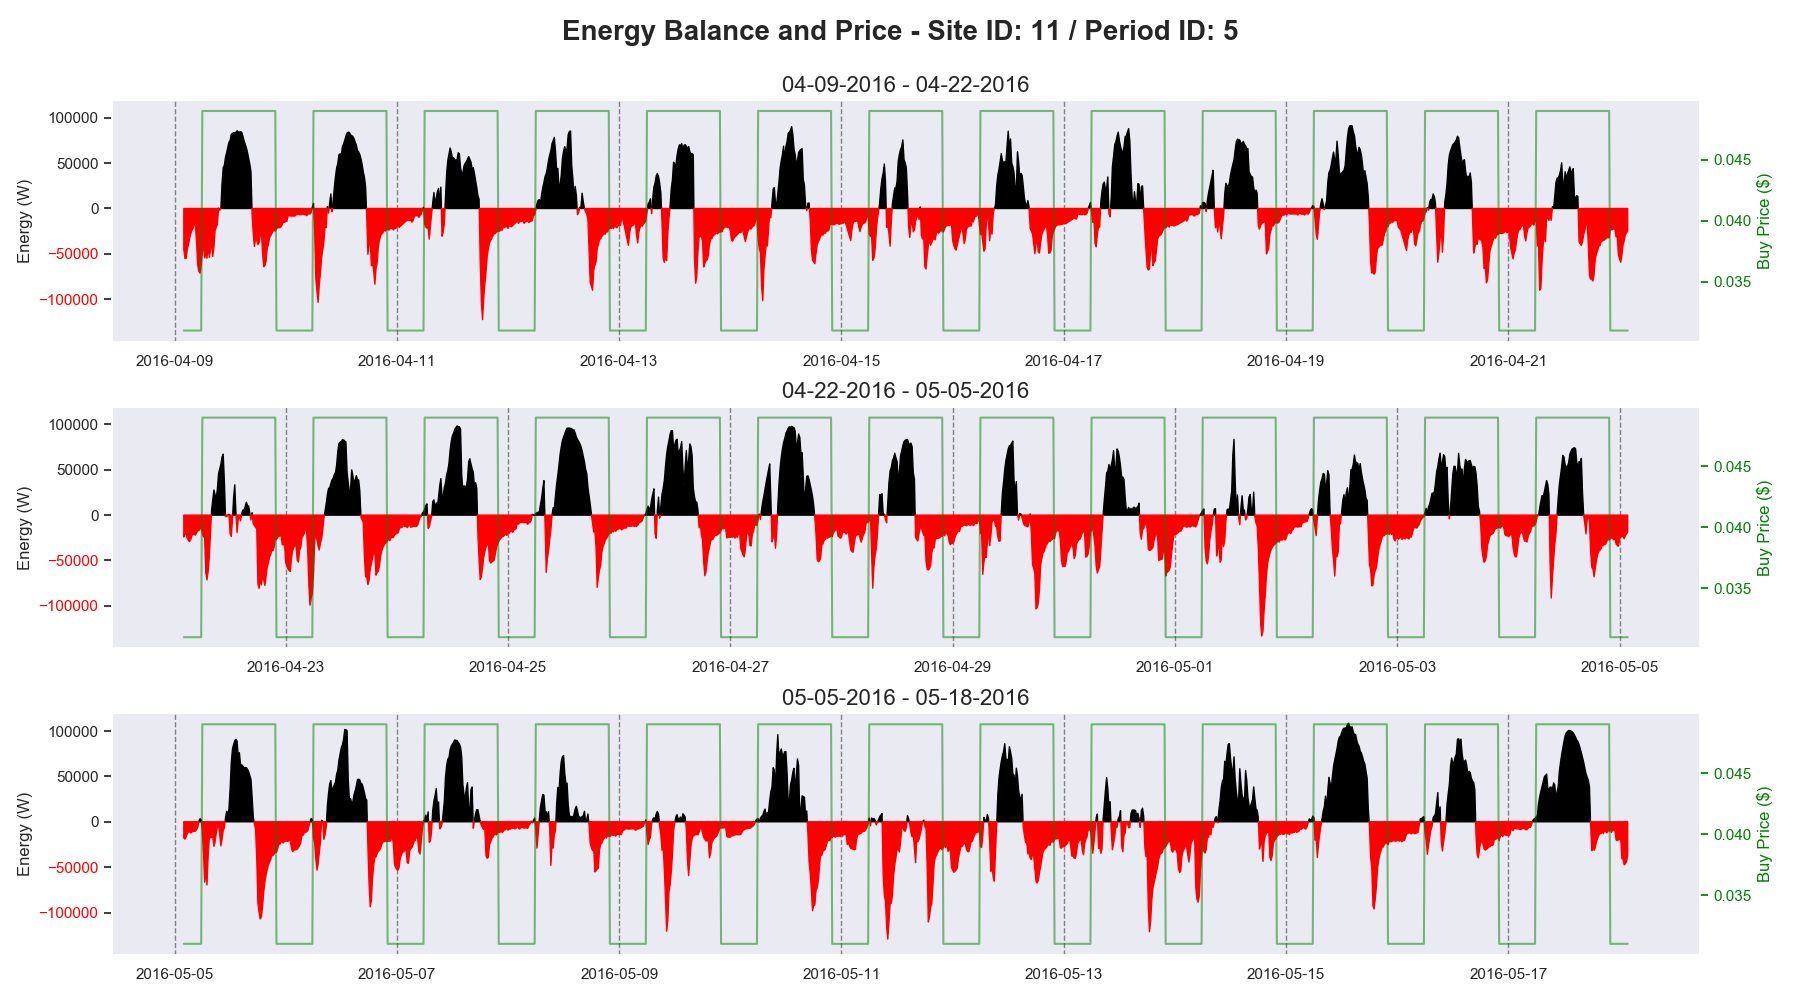 Energy Balance and Price - Site ID: 11 / Period ID: 5
04-09-2016 - 04-22-2016
Energy (W)
100000
50000
0
−50000
−100000
0.045
0.040
0.035
Buy Price ($)
2016-04-09 2016-04-11 2016-04-13 2016-04-15 2016-04-17 2016-04-19 2016-04-21
04-22-2016 - 05-05-2016
Energy (W)
100000
50000
0
−50000
−100000
0.045
0.040
0.035
Buy Price ($)
2016-04-23 2016-04-25 2016-04-27 2016-04-29 2016-05-01 2016-05-03 2016-05-05
05-05-2016 - 05-18-2016
Energy (W)
100000
50000
0
−50000
−100000
0.045
0.040
0.035
Buy Price ($)
2016-05-05 2016-05-07 2016-05-09 2016-05-11 2016-05-13 2016-05-15 2016-05-17